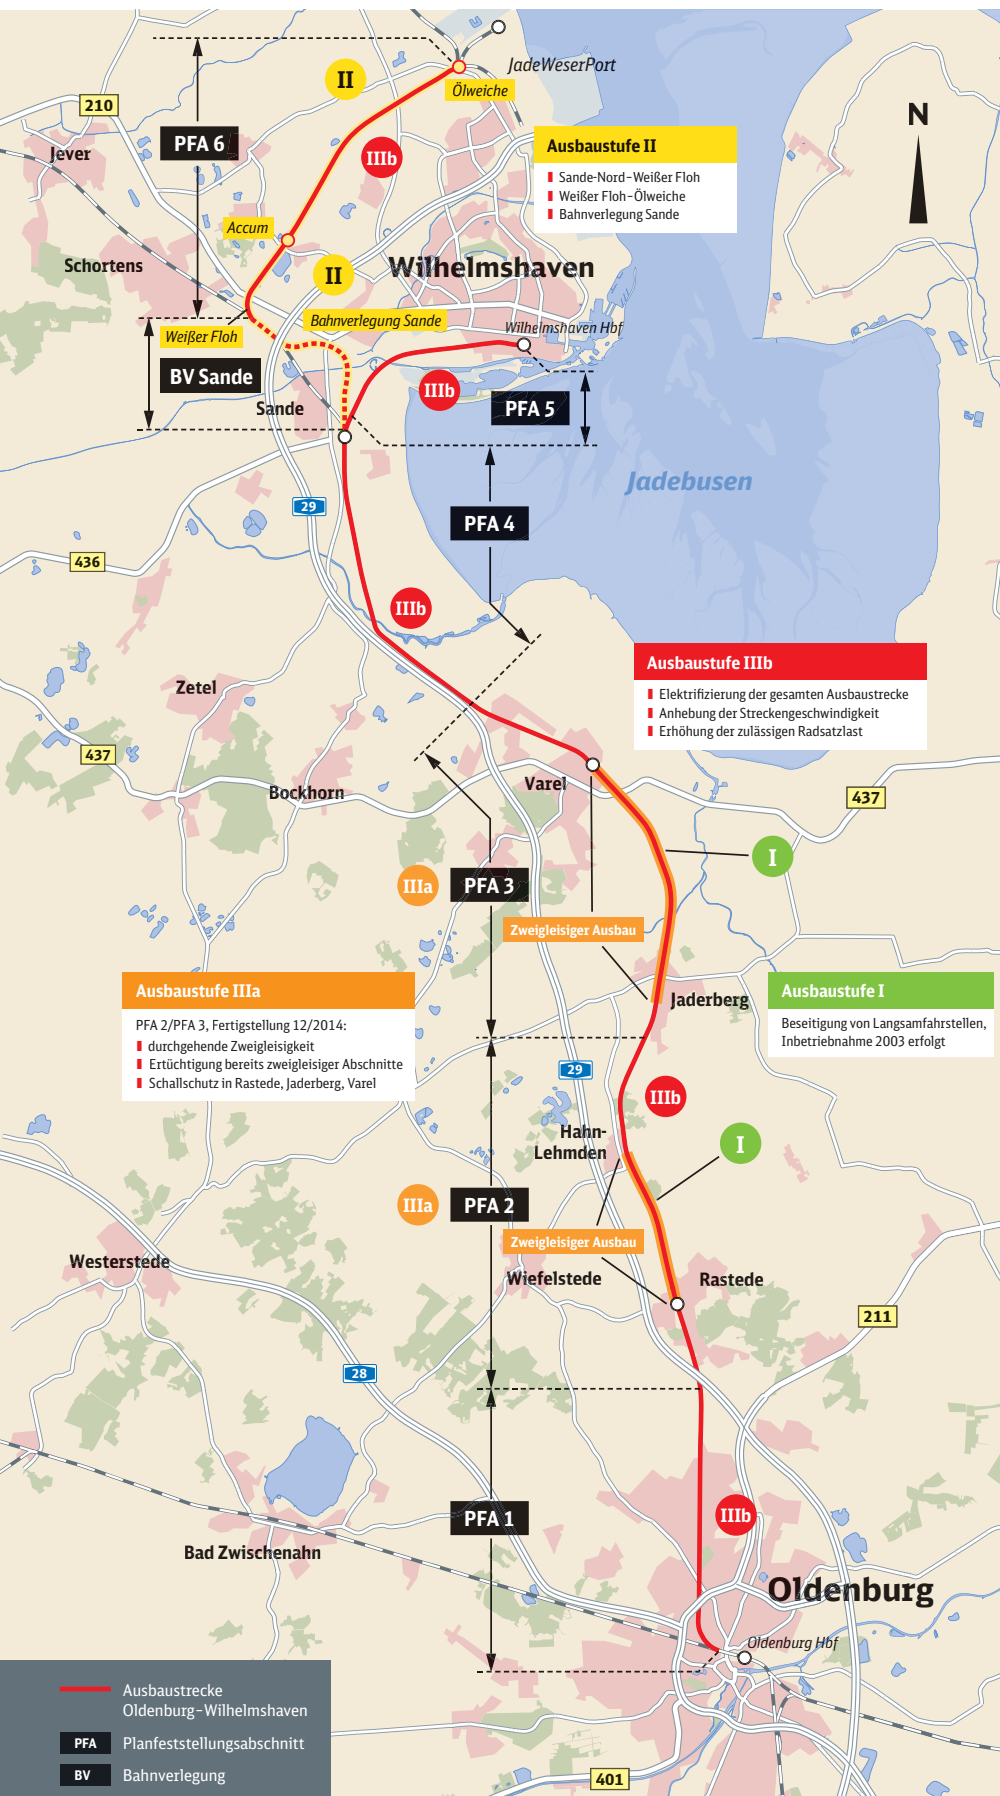 JadeWeserPort
II
Ölweiche
210
PFA 6
Jever
IIIb
N
Ausbaustufe II
Sande-Nord–Weißer Floh
Weißer Floh–Ölweiche
Bahnverlegung Sande
Accum
Schortens
II
Wilhelmshaven
Bahnverlegung Sande
Wilhelmshaven Hbf
Weißer Floh
BV Sande
IIIb
Sande
PFA 5
Jadebusen
29
PFA 4
436
IIIb
Ausbaustufe IIIb
Elektrifizierung der gesamten Ausbaustrecke
Anhebung der Streckengeschwindigkeit
Erhöhung der zulässigen Radsatzlast
Zetel
437
Varel
Bockhorn
437
I
IIIa
PFA 3
Zweigleisiger Ausbau
Ausbaustufe IIIa
PFA 2/PFA 3, Fertigstellung 12/2014:
durchgehende Zweigleisigkeit
Ertüchtigung bereits zweigleisiger Abschnitte
Schallschutz in Rastede, Jaderberg, Varel
Jaderberg
Ausbaustufe I
Beseitigung von Langsamfahrstellen,
Inbetriebnahme 2003 erfolgt
29
IIIb
Hahn-
Lehmden
I
IIIa
PFA 2
Zweigleisiger Ausbau
Westerstede
Wiefelstede
Rastede
211
28
PFA 1
IIIb
Bad Zwischenahn
Oldenburg
Oldenburg Hbf
Ausbaustrecke
Oldenburg–Wilhelmshaven
PFA
Planfeststellungsabschnitt
BV
Bahnverlegung
401